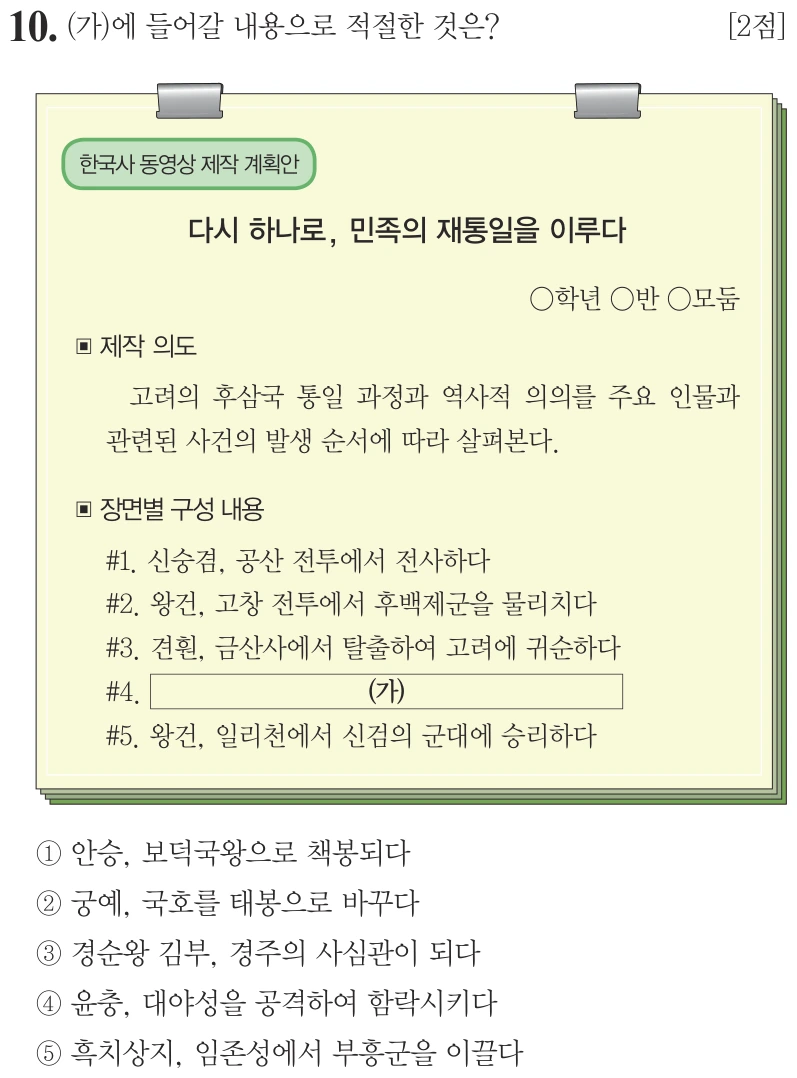 10. (가)에 들어갈 내용으로 적절한 것은? [2점]
한국사 동영상 제작 계획안
다시 하나로, 민족의 재통일을 이루다
○학년 ○반 ○모둠
▣ 제작 의도
고려의 후삼국 통일 과정과 역사적 의의를 주요 인물과
관련된 사건의 발생 순서에 따라 살펴본다.
▣ 장면별 구성 내용
#1. 신숭겸, 공산 전투에서 전사하다
#2. 왕건, 고창 전투에서 후백제군을 물리치다
#3. 견훤, 금산사에서 탈출하여 고려에 귀순하다
#4. (가)
#5. 왕건, 일리천에서 신검의 군대에 승리하다
① 안승, 보덕국왕으로 책봉되다
② 궁예, 국호를 태봉으로 바꾸다
③ 경순왕 김부, 경주의 사심관이 되다
④ 윤충, 대야성을 공격하여 함락시키다
⑤ 흑치상지, 임존성에서 부흥군을 이끌다